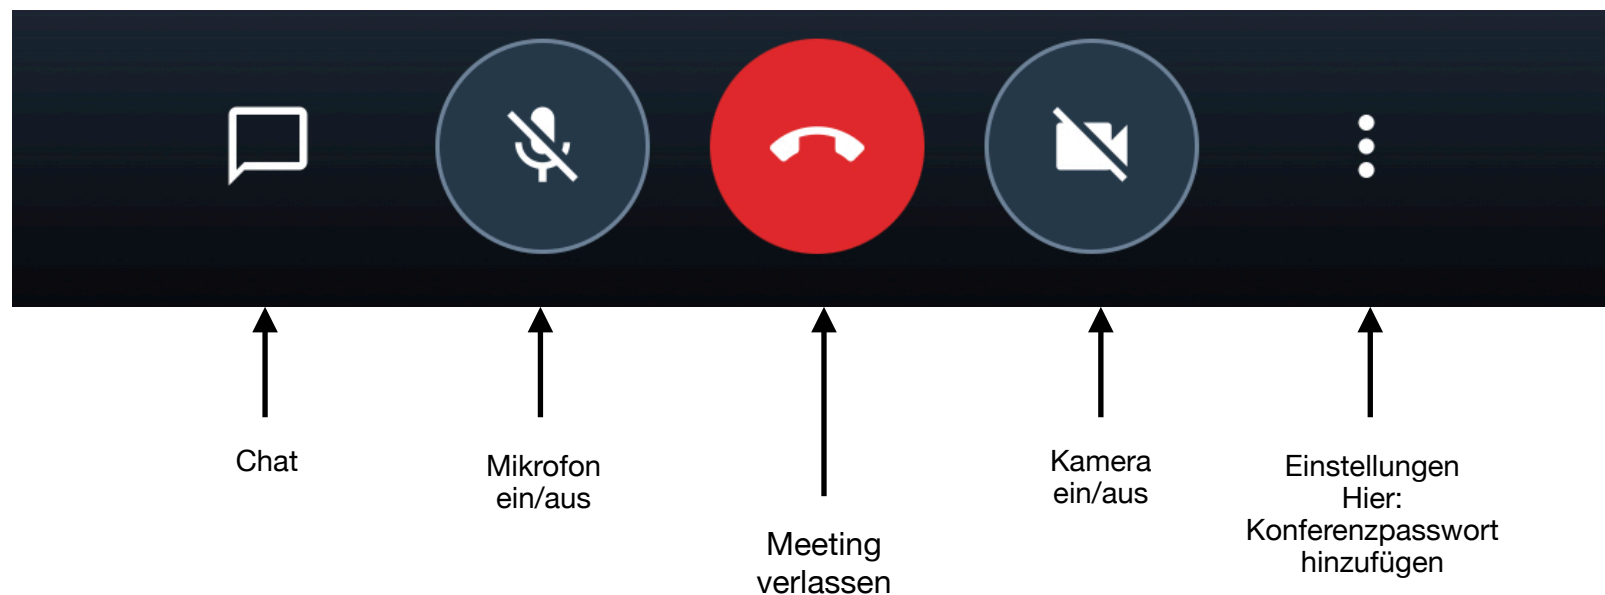 Chat
Mikrofon
ein/aus
Meeting
verlassen
Kamera
ein/aus
Einstellungen
Hier:
Konferenzpasswort
hinzufügen